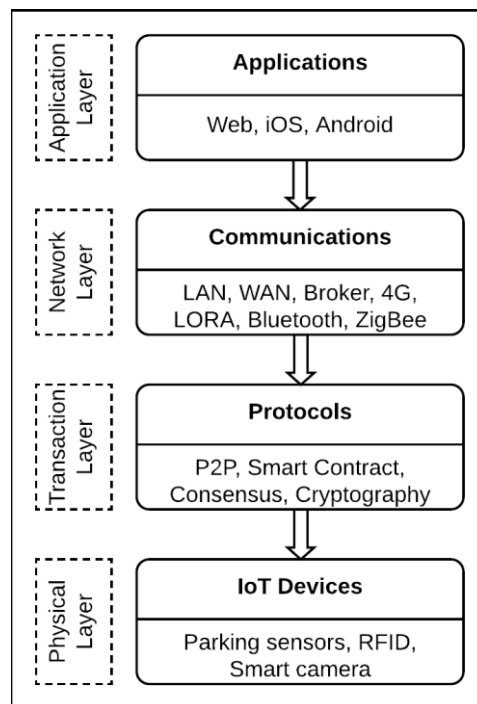 Application
Layer
Applications
Web, iOS, Android
Network
Layer
Communications
LAN, WAN, Broker, 4G,
LORA, Bluetooth, ZigBee
Transaction
Layer
Protocols
P2P, Smart Contract,
Consensus, Cryptography
Physical
Layer
IoT Devices
Parking sensors, RFID,
Smart camera